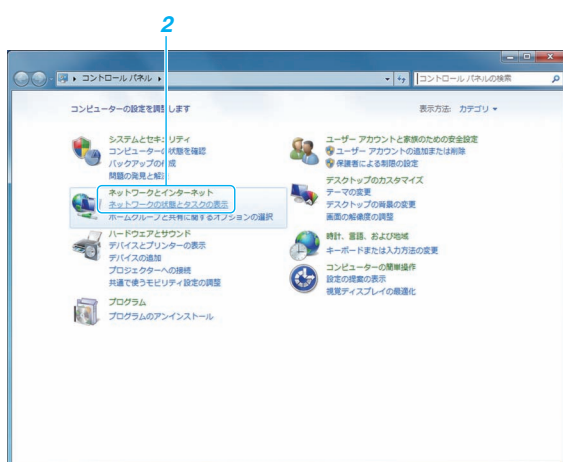 2
コントロール パネル
コントロール パネルの検索
コンピューターの設定を調整します
表示方法: カテゴリ
システムとセキュリティ
コンピューターの状態を確認
バックアップの作成
問題の発見と解決
ネットワークとインターネット
ネットワークの状態とタスクの表示
ホームグループと共有に関するオプションの選択
ハードウェアとサウンド
デバイスとプリンターの表示
デバイスの追加
プロジェクターへの接続
共通で使うモビリティ設定の調整
プログラム
プログラムのアンインストール
ユーザー アカウントと家族のための安全設定
ユーザー アカウントの追加または削除
保護者による制限の設定
デスクトップのカスタマイズ
テーマの変更
デスクトップの背景の変更
画面の解像度の調整
時計、言語、および地域
キーボードまたは入力方法の変更
コンピューターの簡単操作
設定の提案の表示
視覚ディスプレイの最適化